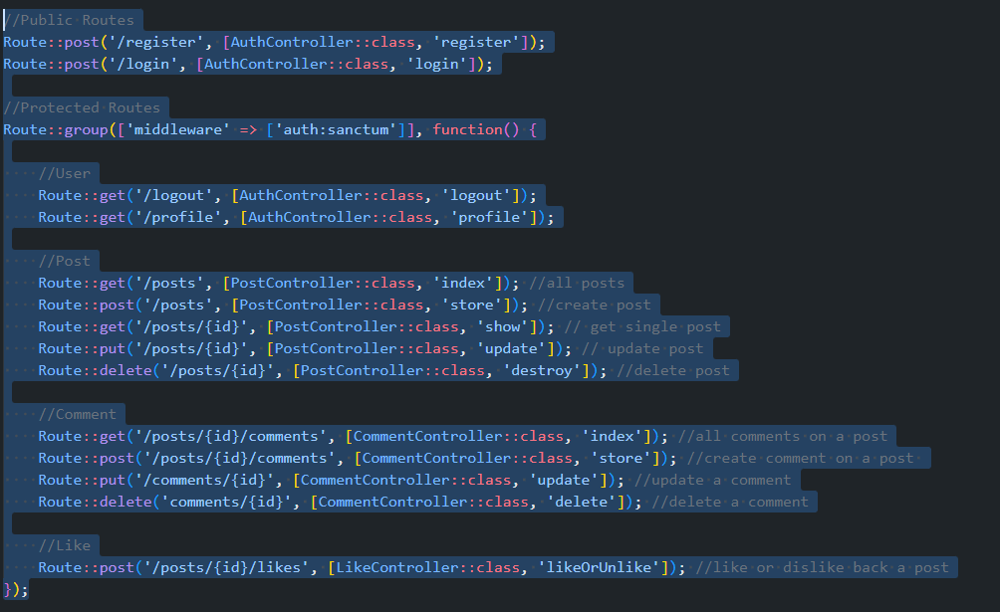 //Public Routes
Route::post('/register', [AuthController::class, 'register']);
Route::post('/login', [AuthController::class, 'login']);
//Protected Routes
Route::group(['middleware' => ['auth:sanctum']], function() {
//User
Route::get('/logout', [AuthController::class, 'logout']);
Route::get('/profile', [AuthController::class, 'profile']);
//Post
Route::get('/posts', [PostController::class, 'index']); //all posts
Route::post('/posts', [PostController::class, 'store']); //create post
Route::get('/posts/{id}', [PostController::class, 'show']); // get single post
Route::put('/posts/{id}', [PostController::class, 'update']); // update post
Route::delete('/posts/{id}', [PostController::class, 'destroy']); //delete post
//Comment
Route::get('/posts/{id}/comments', [CommentController::class, 'index']); //all comments on a post
Route::post('/posts/{id}/comments', [CommentController::class, 'store']); //create comment on a post
Route::put('/comments/{id}', [CommentController::class, 'update']); //update a comment
Route::delete('comments/{id}', [CommentController::class, 'delete']); //delete a comment
//Like
Route::post('/posts/{id}/likes', [LikeController::class, 'likeOrUnlike']); //like or dislike back a post
});